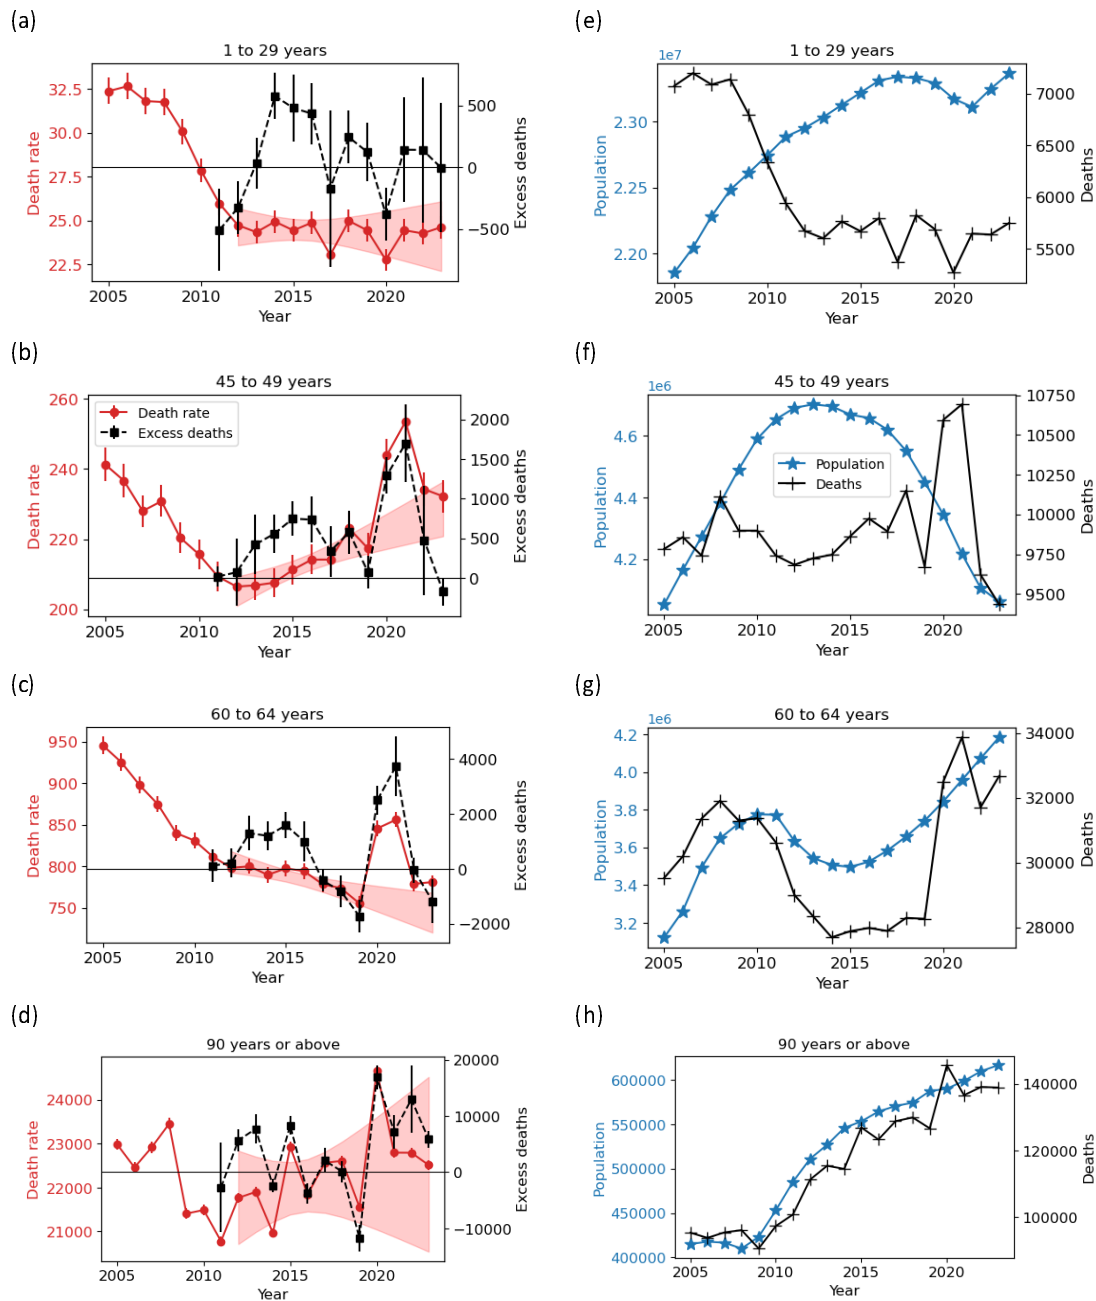 (a)
1 to 29 years
32.5
30.0
27.5
25.0
22.5
Death rate
500
0
−500
Excess deaths
2005 2010 2015 2020
Year
(e)
1 to 29 years
1e7
2.30
2.25
2.20
Population
7000
6500
6000
5500
Deaths
2005 2010 2015 2020
Year
(b)
45 to 49 years
260
240
220
200
Death rate
Death rate
Excess deaths
2000
1500
1000
500
0
Excess deaths
2005 2010 2015 2020
Year
(f)
45 to 49 years
1e6
4.6
4.4
4.2
Population
Population
Deaths
10750
10500
10250
10000
9750
9500
Deaths
2005 2010 2015 2020
Year
(c)
60 to 64 years
950
900
850
800
750
Death rate
4000
2000
0
−2000
Excess deaths
2005 2010 2015 2020
Year
(g)
60 to 64 years
1e6
4.2
4.0
3.8
3.6
3.4
3.2
Population
34000
32000
30000
28000
Deaths
2005 2010 2015 2020
Year
(d)
90 years or above
24000
23000
22000
21000
Death rate
20000
10000
0
−10000
Excess deaths
2005 2010 2015 2020
Year
(h)
90 years or above
600000
550000
500000
450000
400000
Population
140000
120000
100000
Deaths
2005 2010 2015 2020
Year